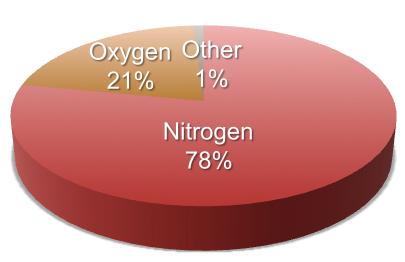 Oxygen
21%
Other
1%
Nitrogen
78%